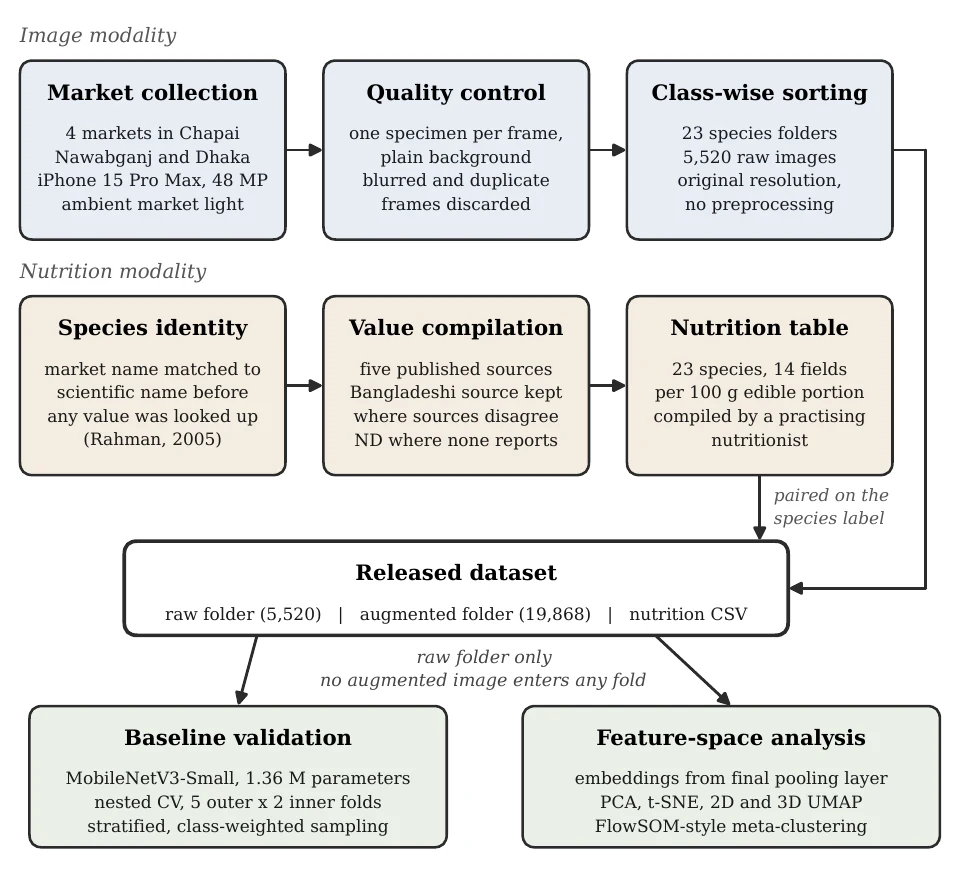 Image modality
Market collection
4 markets in Chapai
Nawabganj and Dhaka
iPhone 15 Pro Max, 48 MP
ambient market light
Quality control
one specimen per frame,
plain background
blurred and duplicate
frames discarded
Class-wise sorting
23 species folders
5,520 raw images
original resolution,
no preprocessing
Nutrition modality
Species identity
market name matched to
scientific name before
any value was looked up
(Rahman, 2005)
Value compilation
five published sources
Bangladeshi source kept
where sources disagree
ND where none reports
Nutrition table
23 species, 14 fields
per 100 g edible portion
compiled by a practising
nutritionist
paired on the
species label
Released dataset
raw folder (5,520) | augmented folder (19,868) | nutrition CSV
raw folder only
no augmented image enters any fold
Baseline validation
MobileNetV3-Small, 1.36 M parameters
nested CV, 5 outer x 2 inner folds
stratified, class-weighted sampling
Feature-space analysis
embeddings from final pooling layer
PCA, t-SNE, 2D and 3D UMAP
FlowSOM-style meta-clustering